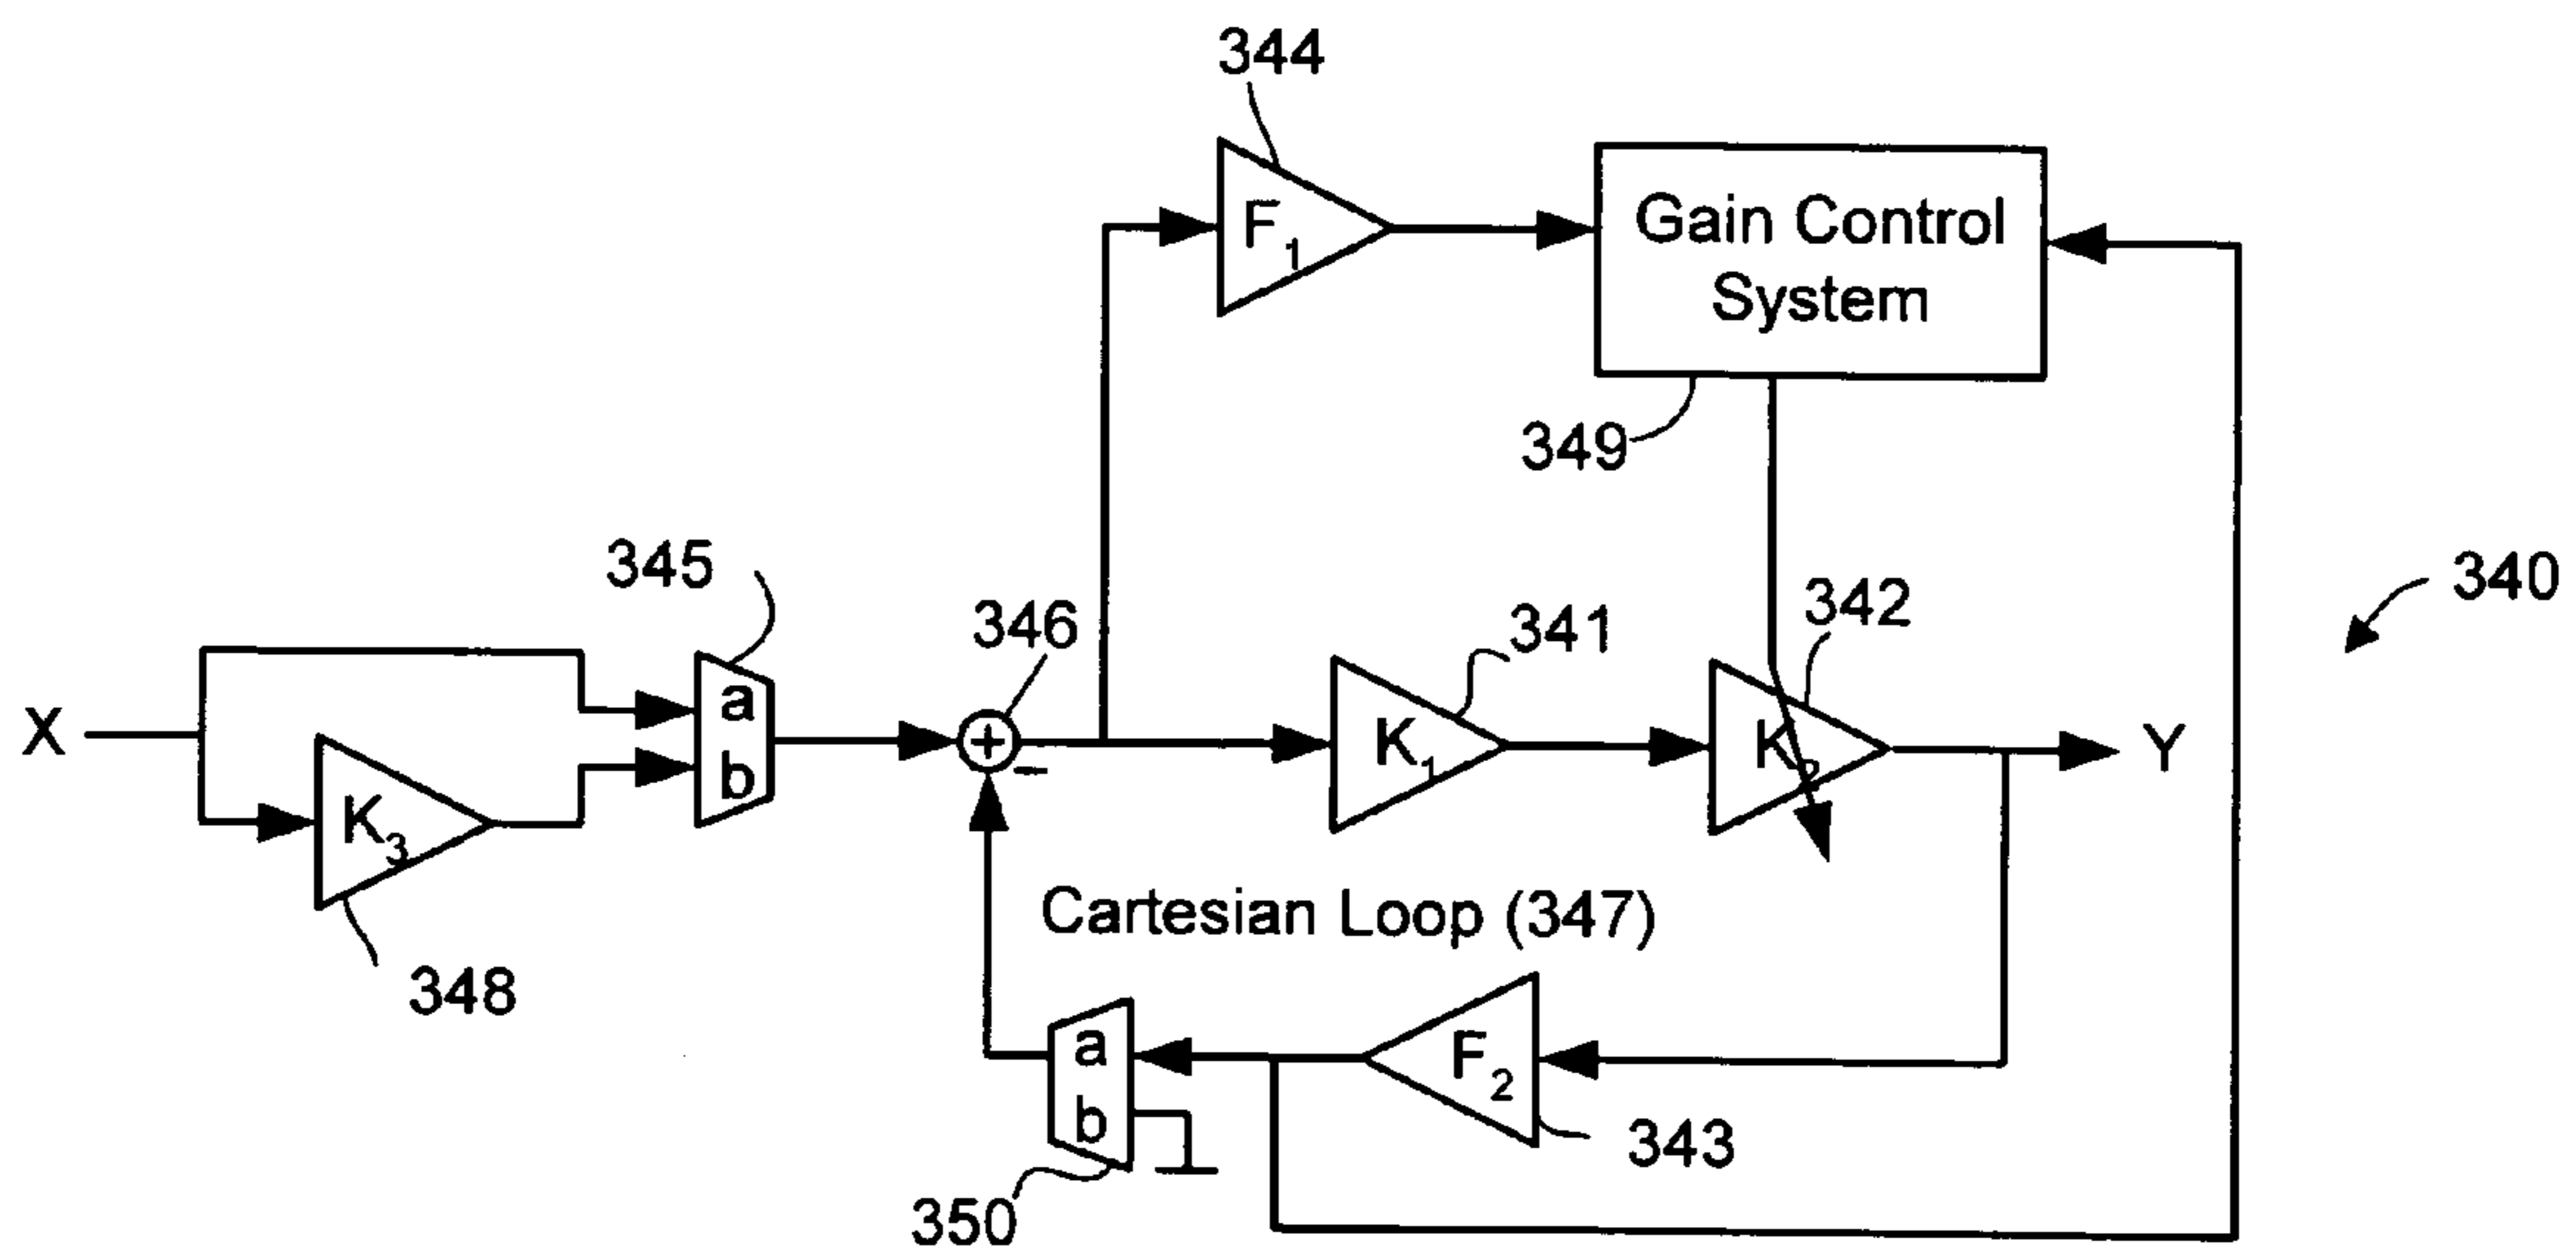 344
F1
Gain Control
System
349
345
346
341
342
340
X
a
b
K3
348
+
−
K1
K2
Y
Cartesian Loop (347)
a
b
350
F2
343